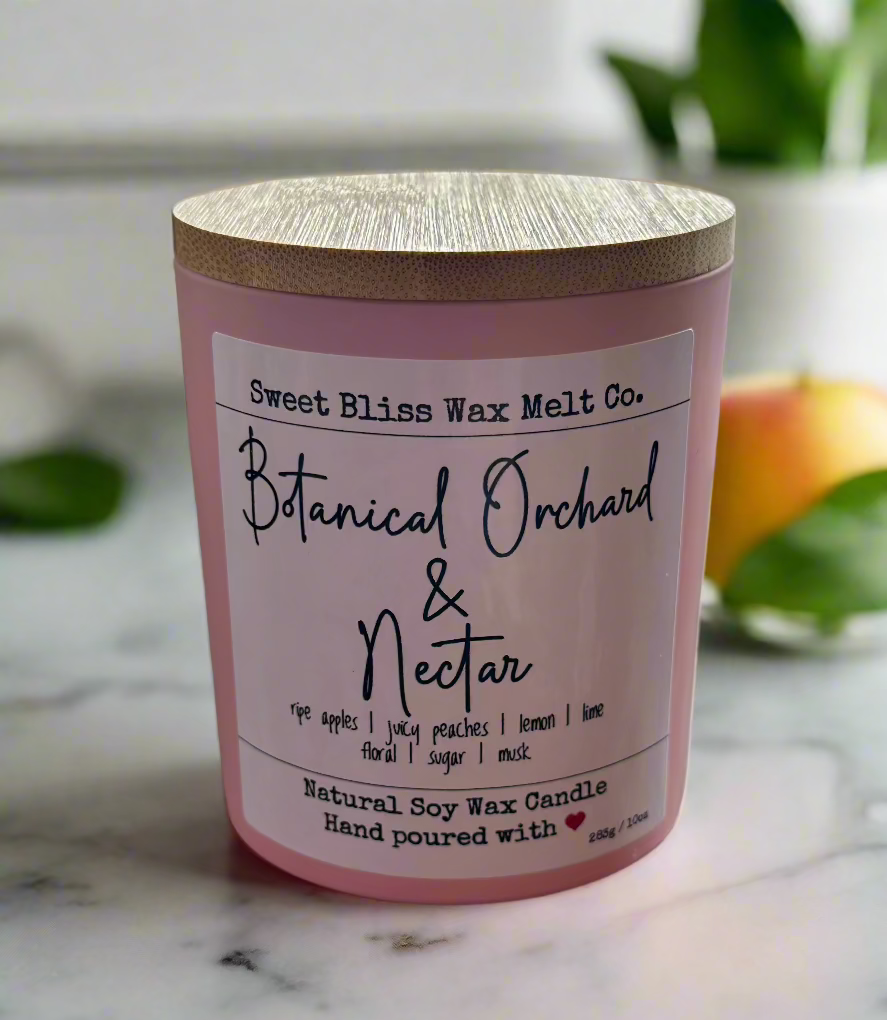 Sweet Bliss Wax Melt Co.
Botanical Orchard
&
Nectar
ripe apples | juicy peaches | lemon | lime
floral | sugar | musk
Natural Soy Wax Candle
Hand poured with ❤
285g / 10oz